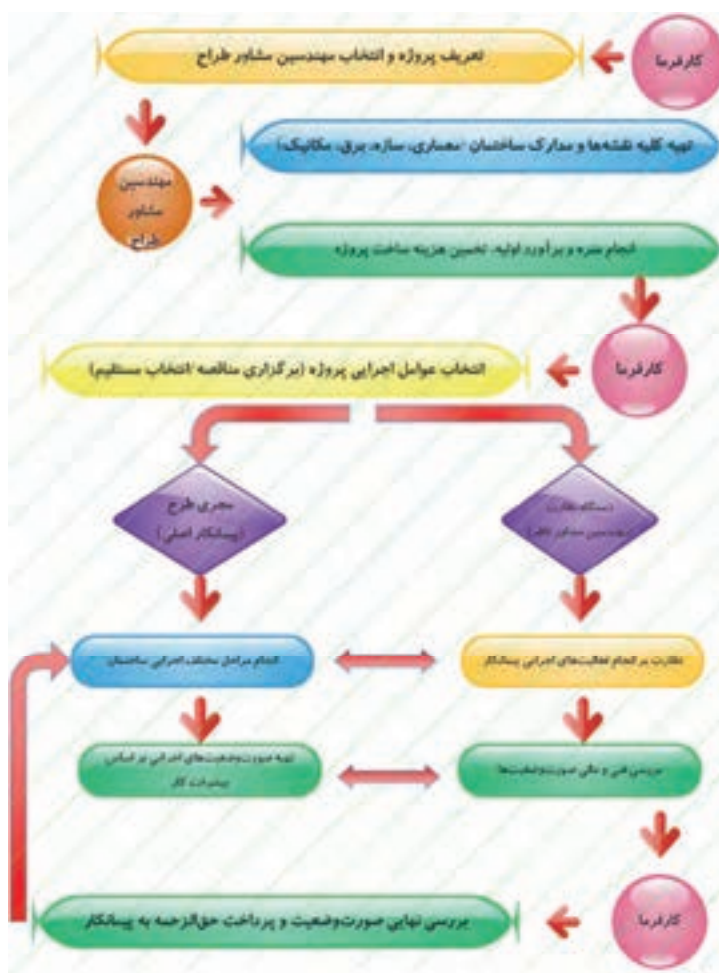 کارفرما
تعریف پروژه و انتخاب مهندسین مشاور طراح
تهیه کلیه نقشه‌ها و مدارک ساختمان (معماری، سازه، برق، مکانیک)
مهندسین
مشاور
طراح
انجام متره و برآورد اولیه، تخمین هزینه ساخت پروژه
کارفرما
انتخاب عوامل اجرایی پروژه (برگزاری مناقصه/انتخاب مستقیم)
دستگاه نظارت
(مهندسین مشاور ناظر)
مجری طرح
(پیمانکار اصلی)
نظارت بر انجام فعالیت‌های اجرایی پیمانکار
انجام مراحل مختلف اجرایی ساختمان
بررسی فنی و مالی صورت‌وضعیت‌ها
تهیه صورت‌وضعیت‌های اجرایی بر اساس
پیشرفت کار
کارفرما
بررسی نهایی صورت‌وضعیت و پرداخت حق‌الزحمه به پیمانکار